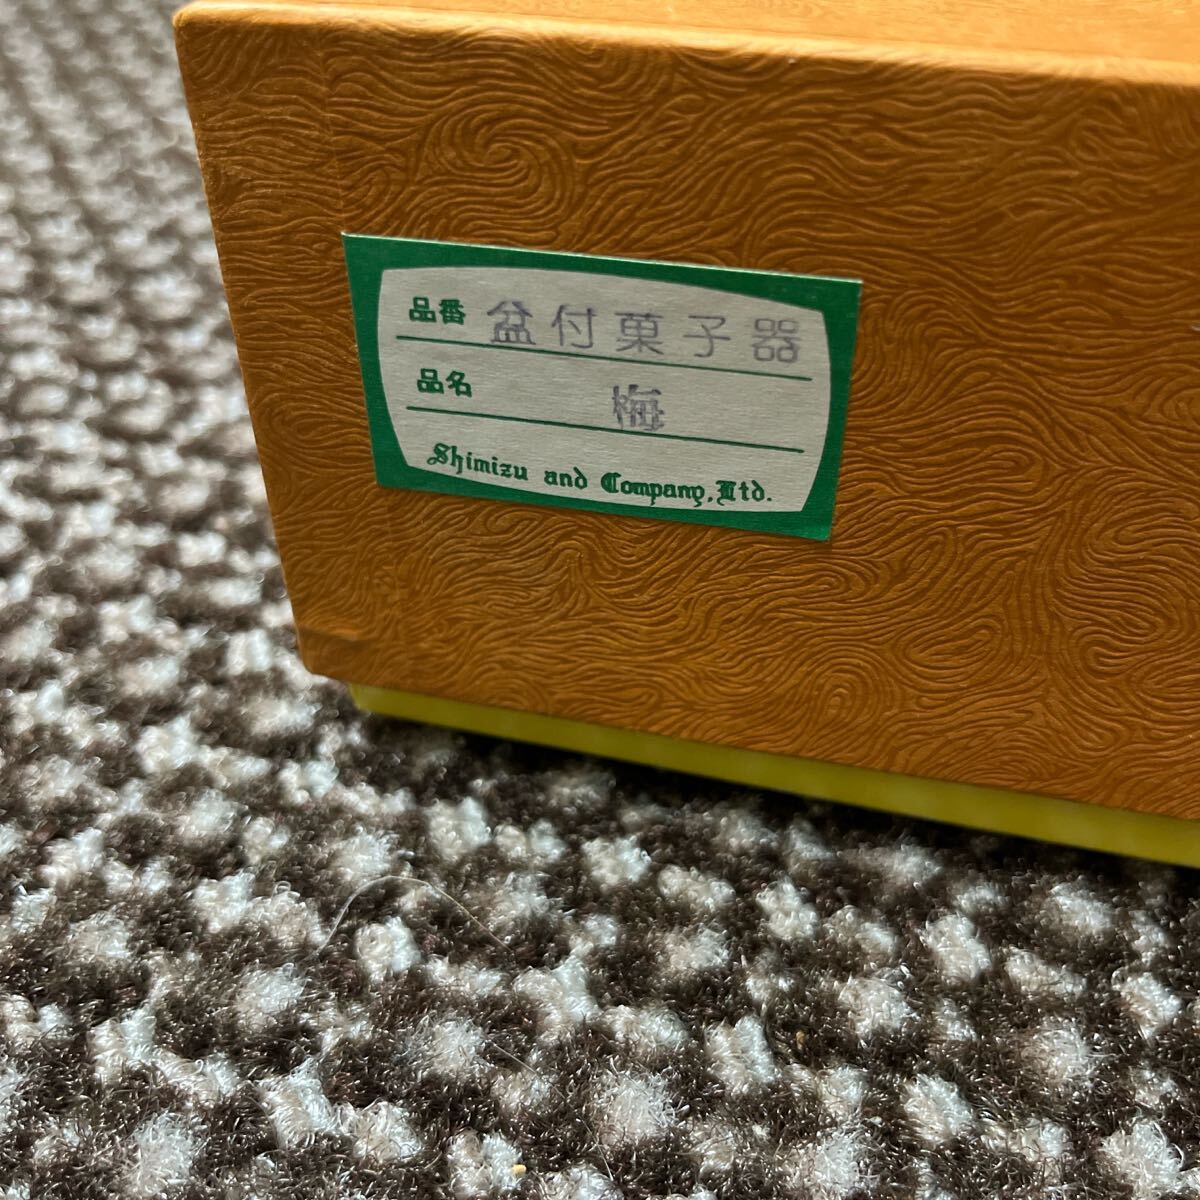 品番 盆付菓子器
品名 梅
Shimizu and Company, Ltd.